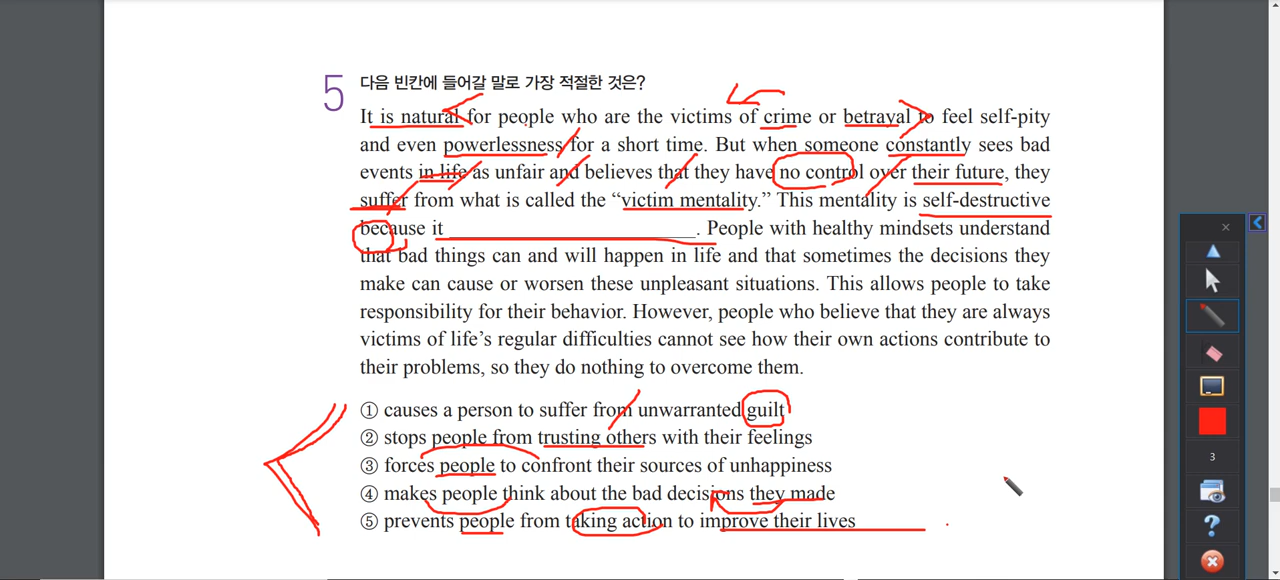 5 다음 빈칸에 들어갈 말로 가장 적절한 것은?
It is natural for people who are the victims of crime or betrayal to feel self-pity
and even powerlessness for a short time. But when someone constantly sees bad
events in life as unfair and believes that they have no control over their future, they
suffer from what is called the “victim mentality.” This mentality is self-destructive
because it ____________________. People with healthy mindsets understand
that bad things can and will happen in life and that sometimes the decisions they
make can cause or worsen these unpleasant situations. This allows people to take
responsibility for their behavior. However, people who believe that they are always
victims of life’s regular difficulties cannot see how their own actions contribute to
their problems, so they do nothing to overcome them.
① causes a person to suffer from unwarranted guilt
② stops people from trusting others with their feelings
③ forces people to confront their sources of unhappiness
④ makes people think about the bad decisions they made
⑤ prevents people from taking action to improve their lives
3